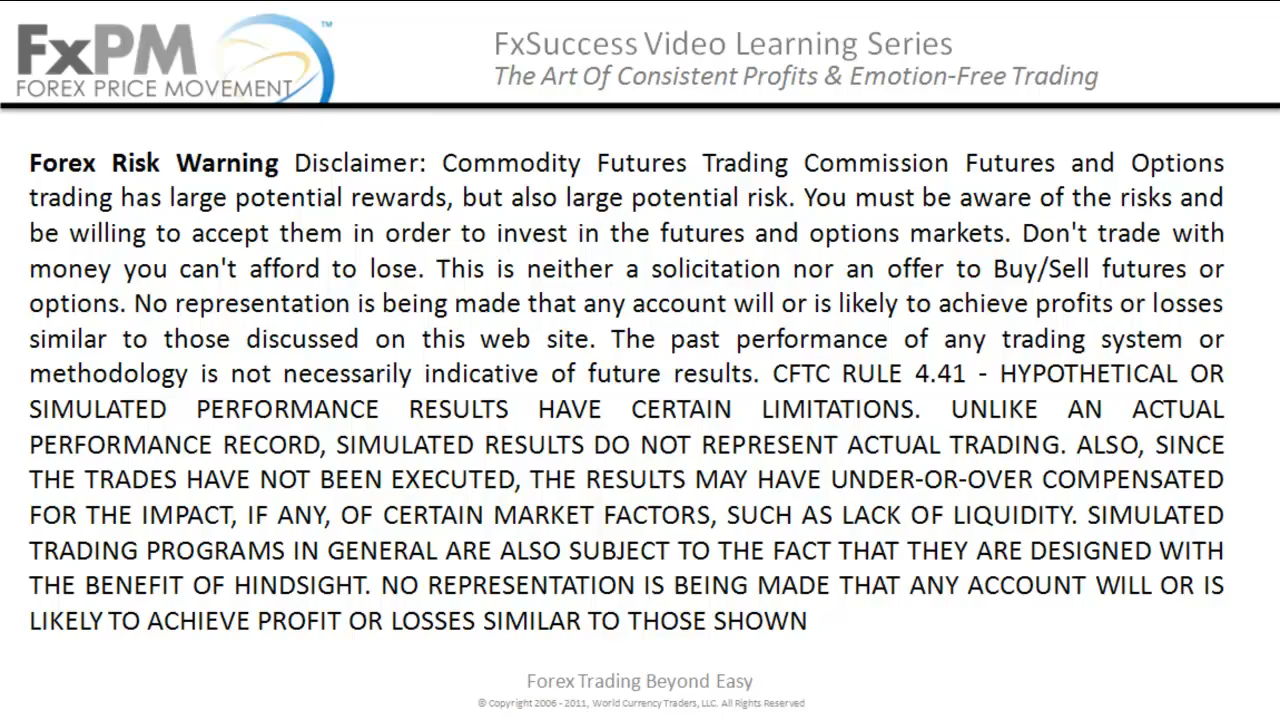 FxPM™
FOREX PRICE MOVEMENT
FxSuccess Video Learning Series
The Art Of Consistent Profits & Emotion-Free Trading
Forex Risk Warning Disclaimer: Commodity Futures Trading Commission Futures and Options
trading has large potential rewards, but also large potential risk. You must be aware of the risks and
be willing to accept them in order to invest in the futures and options markets. Don't trade with
money you can't afford to lose. This is neither a solicitation nor an offer to Buy/Sell futures or
options. No representation is being made that any account will or is likely to achieve profits or losses
similar to those discussed on this web site. The past performance of any trading system or
methodology is not necessarily indicative of future results. CFTC RULE 4.41 - HYPOTHETICAL OR
SIMULATED PERFORMANCE RESULTS HAVE CERTAIN LIMITATIONS. UNLIKE AN ACTUAL
PERFORMANCE RECORD, SIMULATED RESULTS DO NOT REPRESENT ACTUAL TRADING. ALSO, SINCE
THE TRADES HAVE NOT BEEN EXECUTED, THE RESULTS MAY HAVE UNDER-OR-OVER COMPENSATED
FOR THE IMPACT, IF ANY, OF CERTAIN MARKET FACTORS, SUCH AS LACK OF LIQUIDITY. SIMULATED
TRADING PROGRAMS IN GENERAL ARE ALSO SUBJECT TO THE FACT THAT THEY ARE DESIGNED WITH
THE BENEFIT OF HINDSIGHT. NO REPRESENTATION IS BEING MADE THAT ANY ACCOUNT WILL OR IS
LIKELY TO ACHIEVE PROFIT OR LOSSES SIMILAR TO THOSE SHOWN
Forex Trading Beyond Easy
© Copyright 2006 - 2011, World Currency Traders, LLC. All Rights Reserved